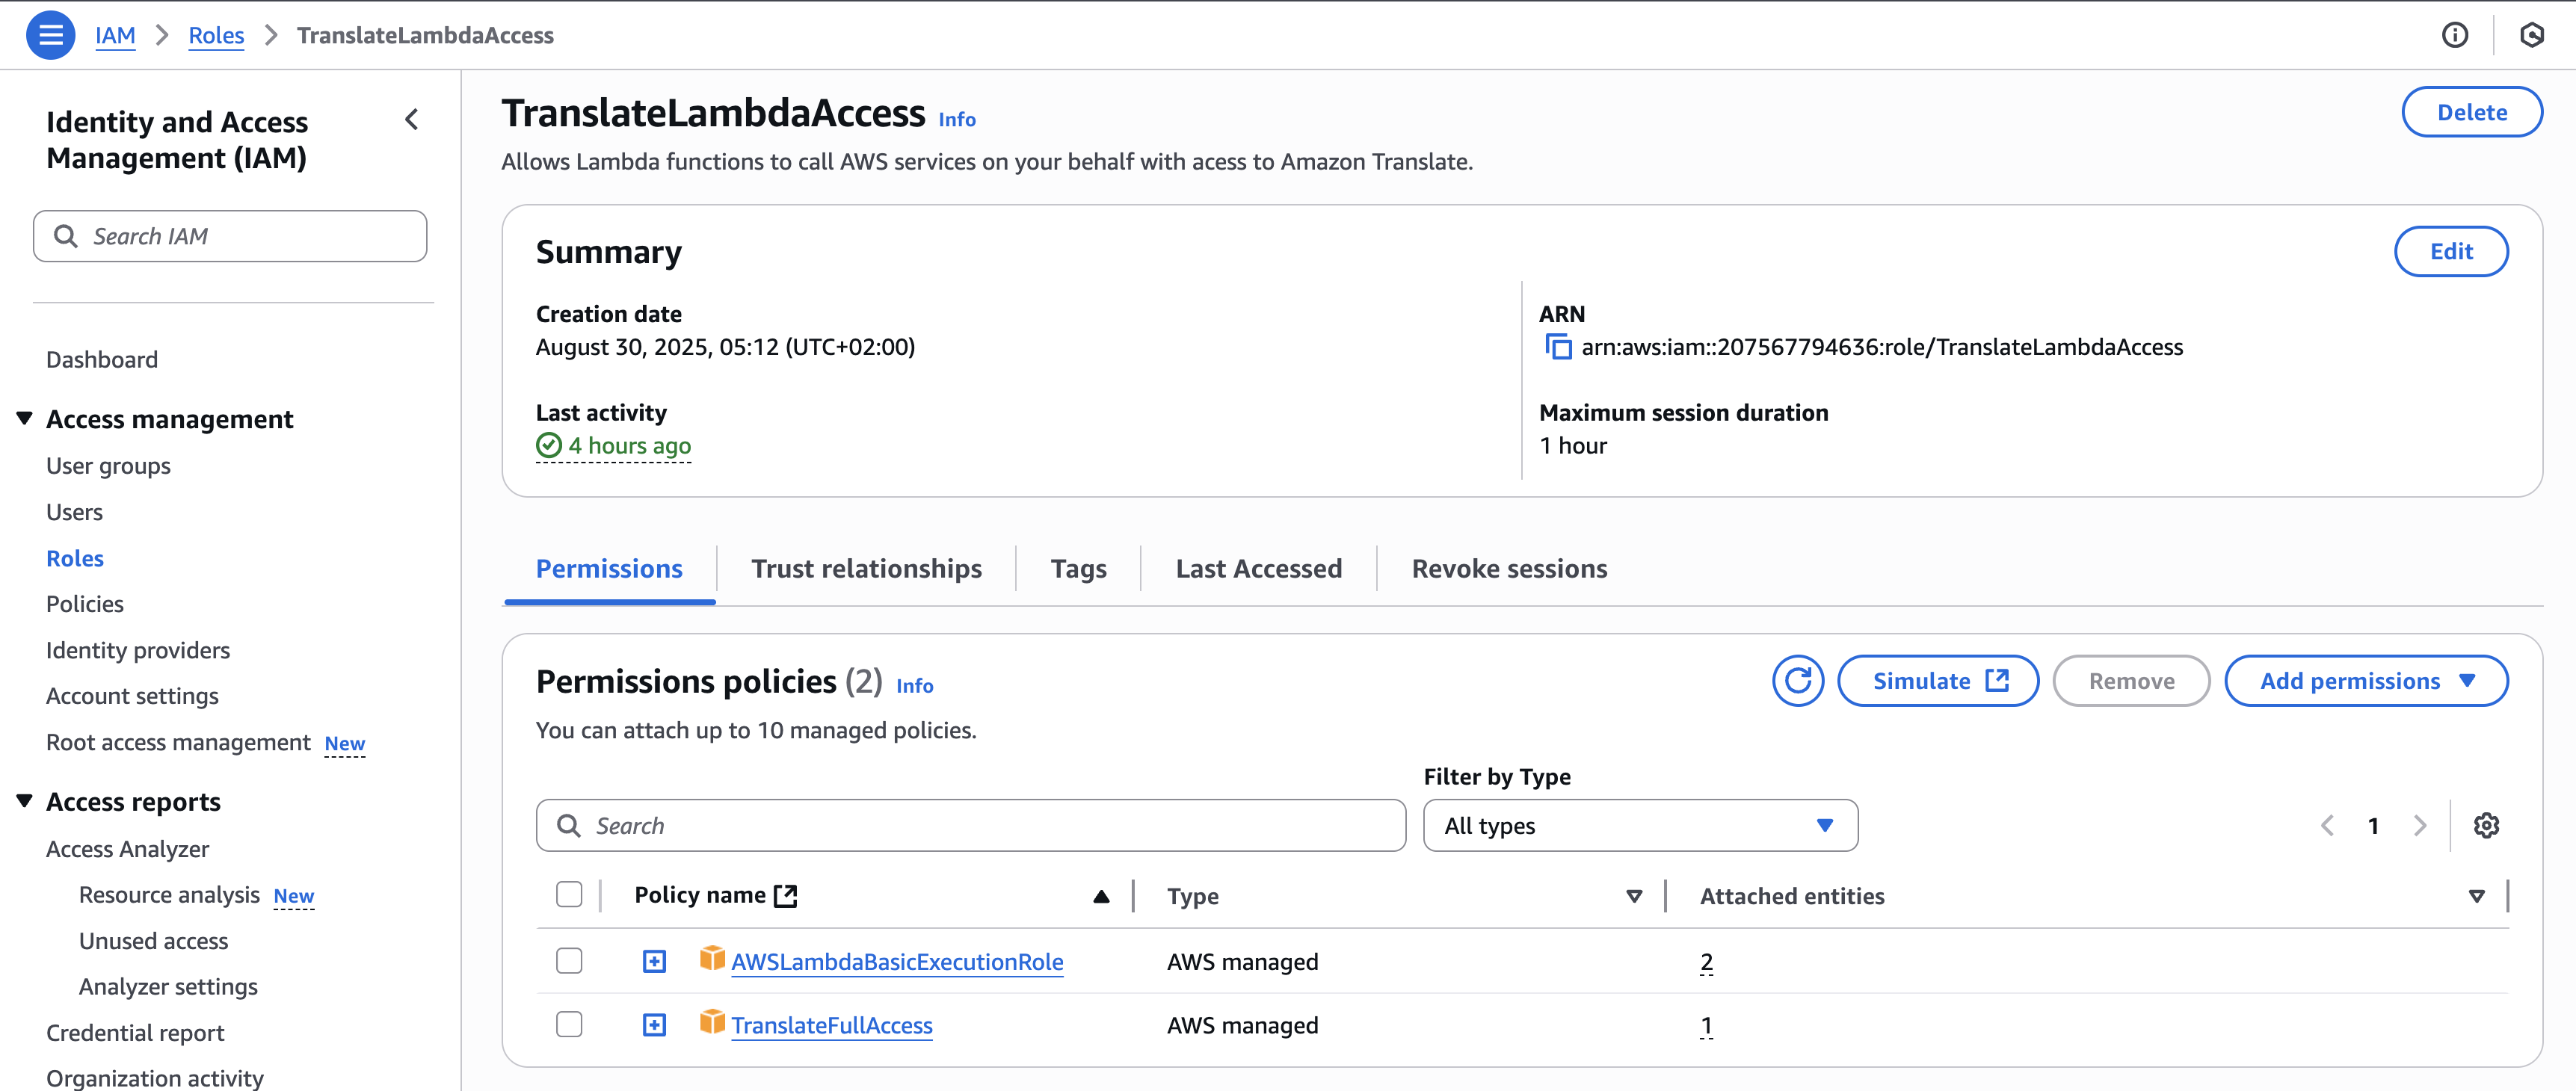 IAM > Roles > TranslateLambdaAccess
Identity and Access
Management (IAM)
Search IAM
Dashboard
Access management
User groups
Users
Roles
Policies
Identity providers
Account settings
Root access management New
Access reports
Access Analyzer
Resource analysis New
Unused access
Analyzer settings
Credential report
Organization activity
TranslateLambdaAccess Info
Delete
Allows Lambda functions to call AWS services on your behalf with acess to Amazon Translate.
Summary
Edit
Creation date
August 30, 2025, 05:12 (UTC+02:00)
ARN
arn:aws:iam::207567794636:role/TranslateLambdaAccess
Last activity
4 hours ago
Maximum session duration
1 hour
Permissions Trust relationships Tags Last Accessed Revoke sessions
Permissions policies (2) Info
Simulate Remove Add permissions
You can attach up to 10 managed policies.
Filter by Type
Search All types 1
Policy name Type Attached entities
AWSLambdaBasicExecutionRole AWS managed 2
TranslateFullAccess AWS managed 1